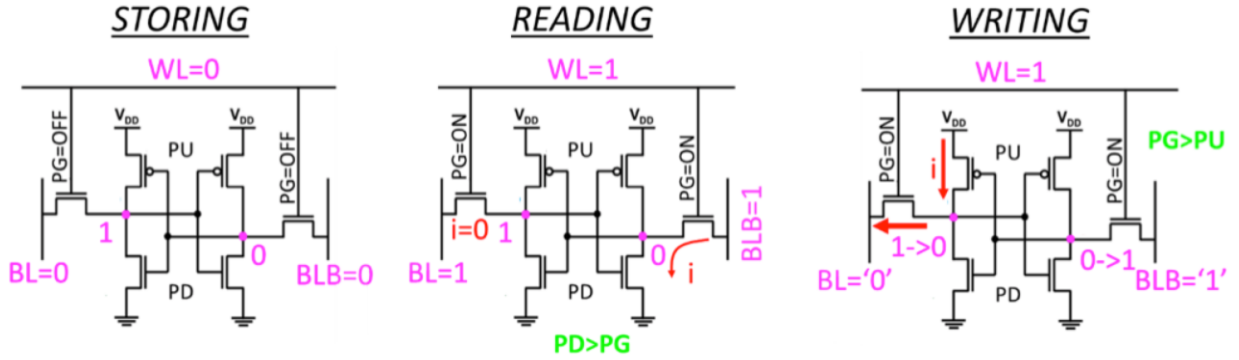 STORING
WL=0
PG=OFF
VDD
VDD
PU
PG=OFF
1
0
BL=0
BLB=0
PD
READING
WL=1
PG=ON
VDD
VDD
PU
PG=ON
BLB=1
i=0
1
0
i
BL=1
PD
PD>PG
WRITING
WL=1
PG=ON
VDD
VDD
PU
PG=ON
PG>PU
i
1->0
0->1
BL=‘0’
BLB=‘1’
PD